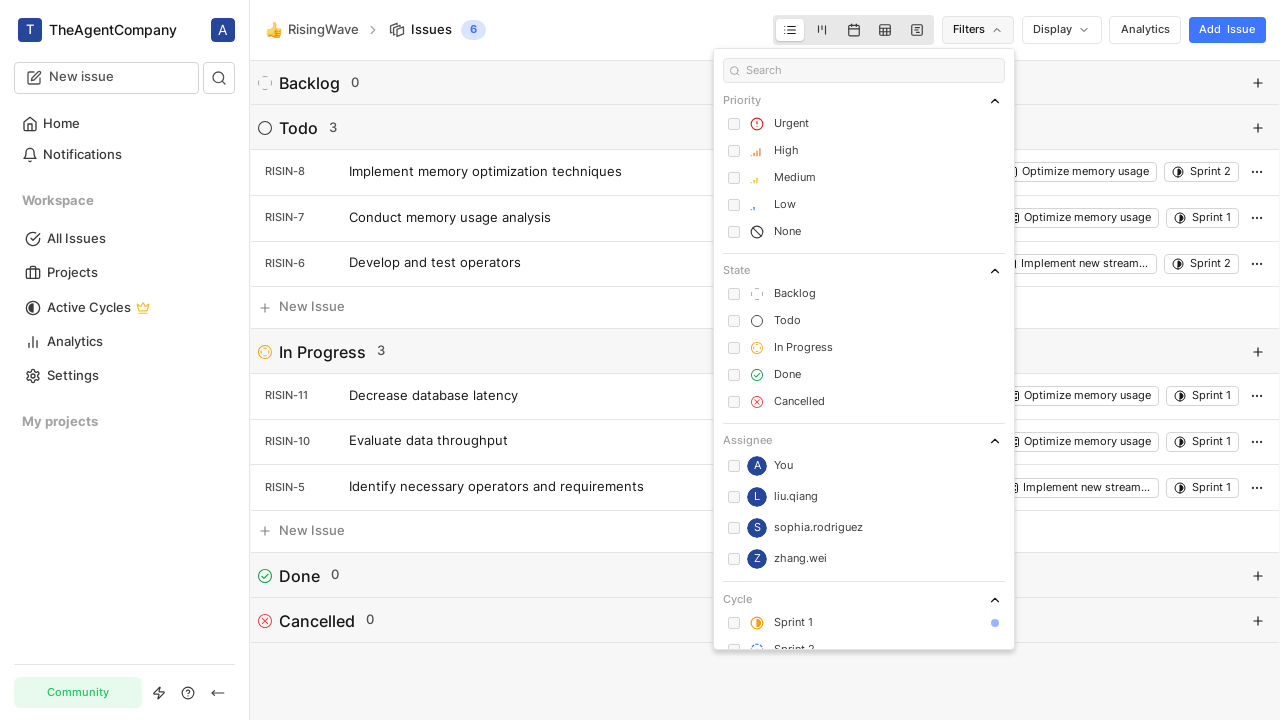 T TheAgentCompany A
New issue
Home
Notifications
Workspace
All Issues
Projects
Active Cycles
Analytics
Settings
My projects
Community
RisingWave Issues 6
Filters
Display
Analytics
Add Issue
Backlog 0
Todo 3
RISIN-8 Implement memory optimization techniques Optimize memory usage Sprint 2
RISIN-7 Conduct memory usage analysis Optimize memory usage Sprint 1
RISIN-6 Develop and test operators Implement new stream... Sprint 2
New Issue
In Progress 3
RISIN-11 Decrease database latency Optimize memory usage Sprint 1
RISIN-10 Evaluate data throughput Optimize memory usage Sprint 1
RISIN-5 Identify necessary operators and requirements Implement new stream... Sprint 1
New Issue
Done 0
Cancelled 0
Search
Priority
Urgent
High
Medium
Low
None
State
Backlog
Todo
In Progress
Done
Cancelled
Assignee
A You
L liu.qiang
S sophia.rodriguez
Z zhang.wei
Cycle
Sprint 1
Sprint 2